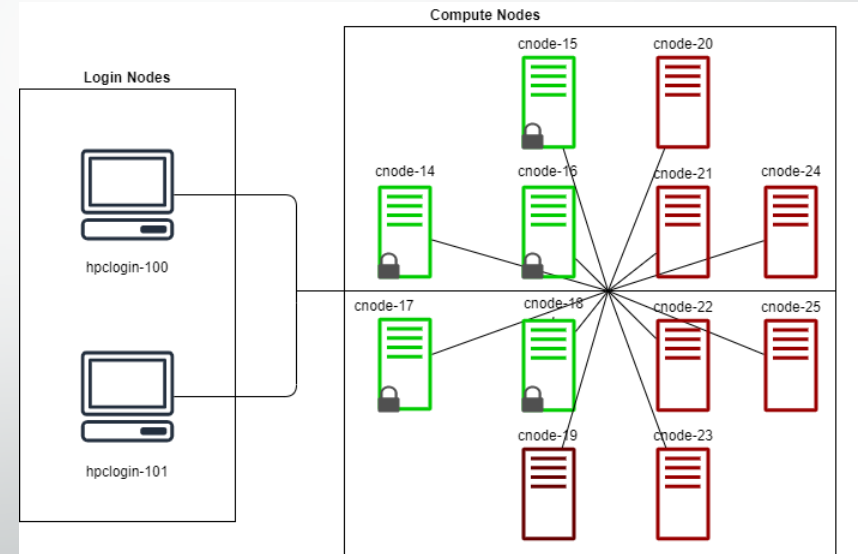 Compute Nodes
Login Nodes
cnode-15
cnode-20
cnode-14
cnode-16
cnode-21
cnode-24
hpclogin-100
cnode-17
cnode-18
cnode-22
cnode-25
cnode-19
cnode-23
hpclogin-101